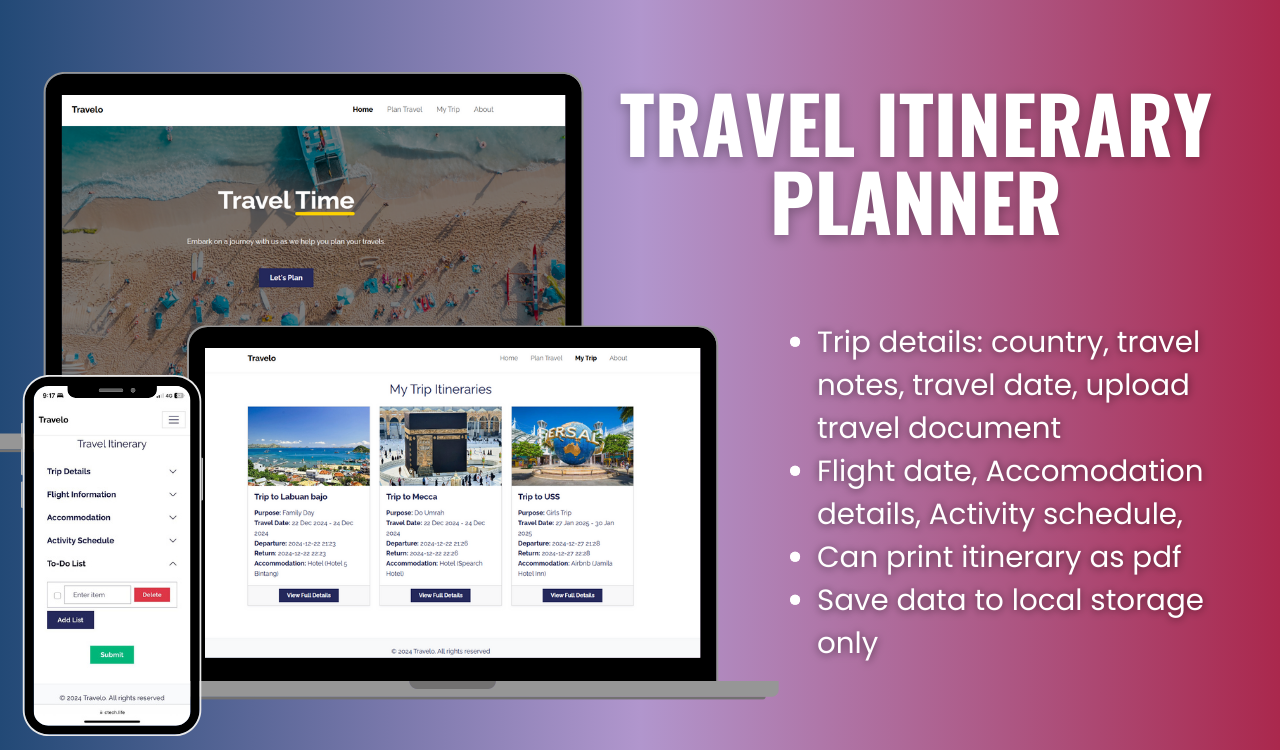 TRAVEL ITINERARY
PLANNER
Trip details: country, travel
notes, travel date, upload
travel document
Flight date, Accomodation
details, Activity schedule,
Can print itinerary as pdf
Save data to local storage
only
Travelo
Home Plan Travel My Trip About
Travel Time
Embark on a journey with us as we help you plan your travels
Let's Plan
Travelo
Home Plan Travel My Trip About
My Trip Itineraries
Trip to Labuan bajo
Purpose: Family Day
Travel Date: 22 Dec 2024 - 24 Dec
2024
Departure: 2024-12-22 21:23
Return: 2024-12-22 22:23
Accommodation: Hotel (Hotel 5
Bintang)
View Full Details
Trip to Mecca
Purpose: Do Umrah
Travel Date: 22 Dec 2024 - 24 Dec
2024
Departure: 2024-12-22 21:26
Return: 2024-12-22 22:26
Accommodation: Hotel (Spearch
Hotel)
View Full Details
ERSAL
Trip to USS
Purpose: Girls Trip
Travel Date: 27 Jan 2025 - 30 Jan
2025
Departure: 2024-12-27 21:28
Return: 2024-12-27 22:28
Accommodation: Airbnb (Jamila
Hotel Inn)
View Full Details
© 2024 Travelo. All rights reserved
9:17 4G
Travelo
Travel Itinerary
Trip Details
Flight Information
Accommodation
Activity Schedule
To-Do List
Enter item Delete
Add List
Submit
© 2024 Travelo. All rights reserved